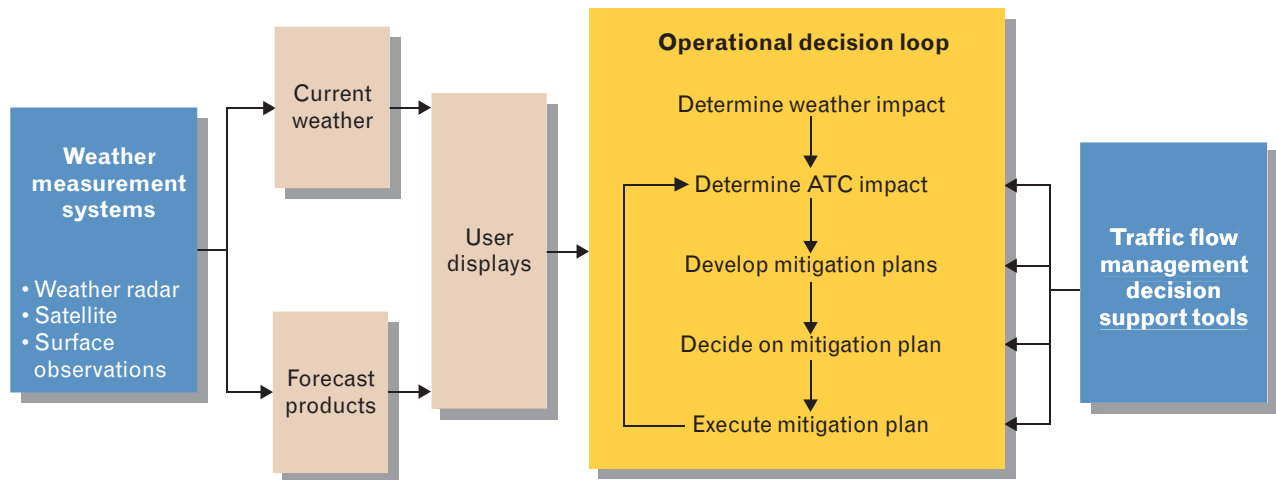 Weather
measurement
systems
• Weather radar
• Satellite
• Surface
observations
Current
weather
Forecast
products
User
displays
Operational decision loop
Determine weather impact
Determine ATC impact
Develop mitigation plans
Decide on mitigation plan
Execute mitigation plan
Traffic flow
management
decision
support tools